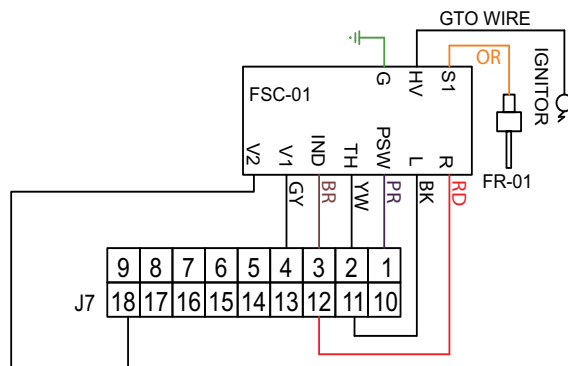 GTO WIRE
IGNITOR
OR
G
HV
S1
FSC-01
V2
V1
IND
TH
PSW
L
R
FR-01
GY
BR
YW
PR
BK
RD
9 8 7 6 5 4 3 2 1
J7 18 17 16 15 14 13 12 11 10